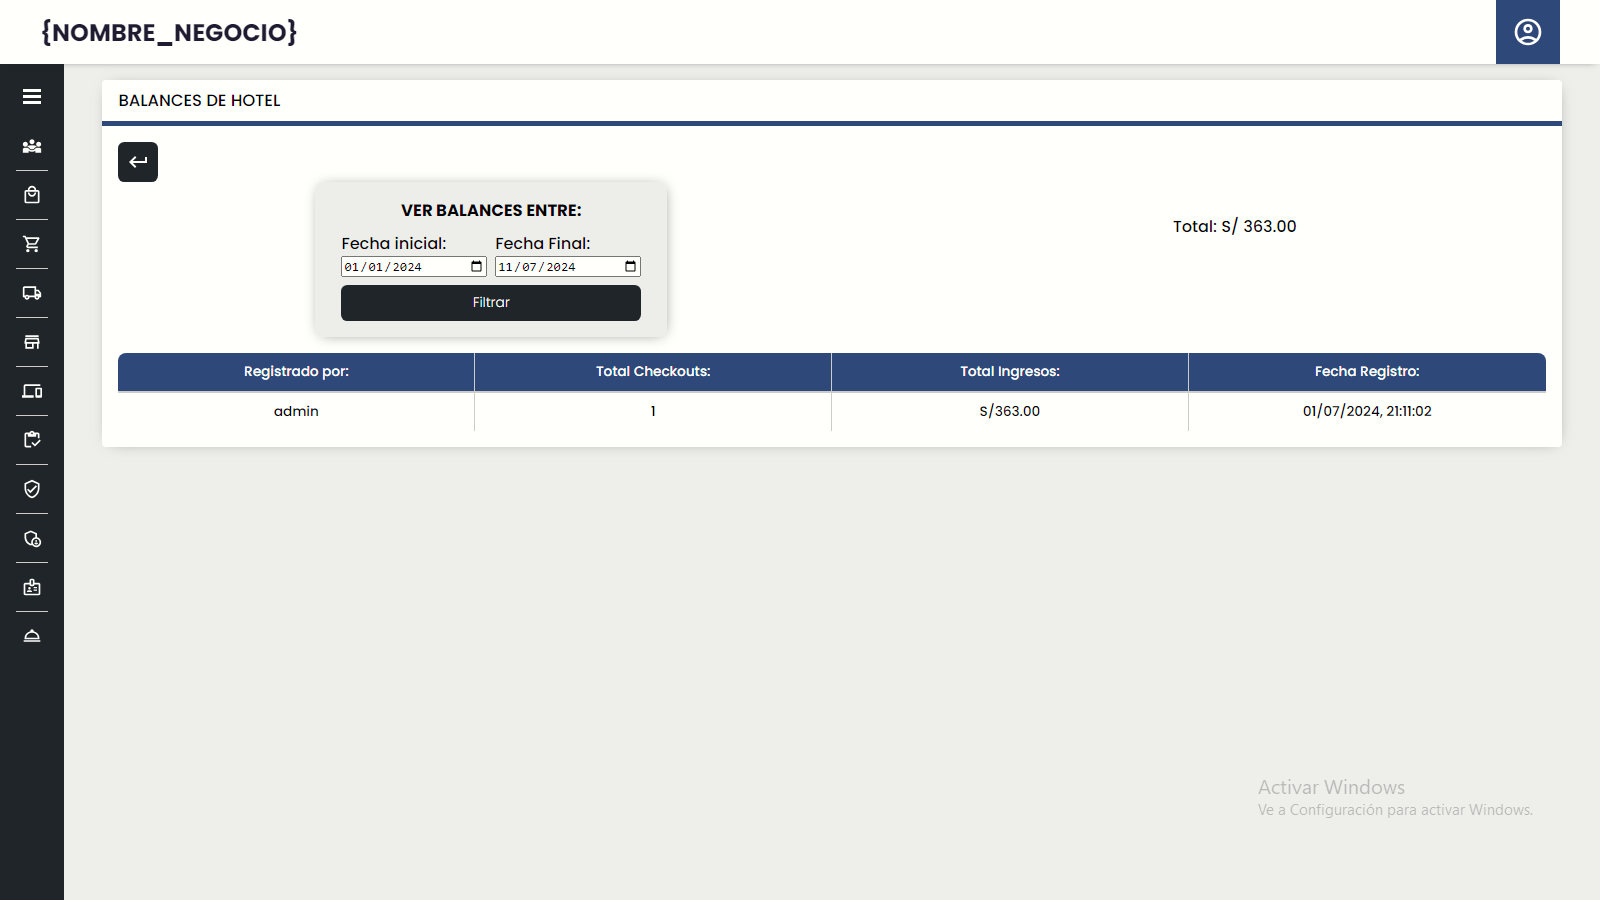 {NOMBRE_NEGOCIO}
BALANCES DE HOTEL
VER BALANCES ENTRE:
Fecha inicial: Fecha Final:
01/01/2024 11/07/2024
Filtrar
Total: S/ 363.00
Registrado por: Total Checkouts: Total Ingresos: Fecha Registro:
admin 1 S/363.00 01/07/2024, 21:11:02
Activar Windows
Ve a Configuración para activar Windows.